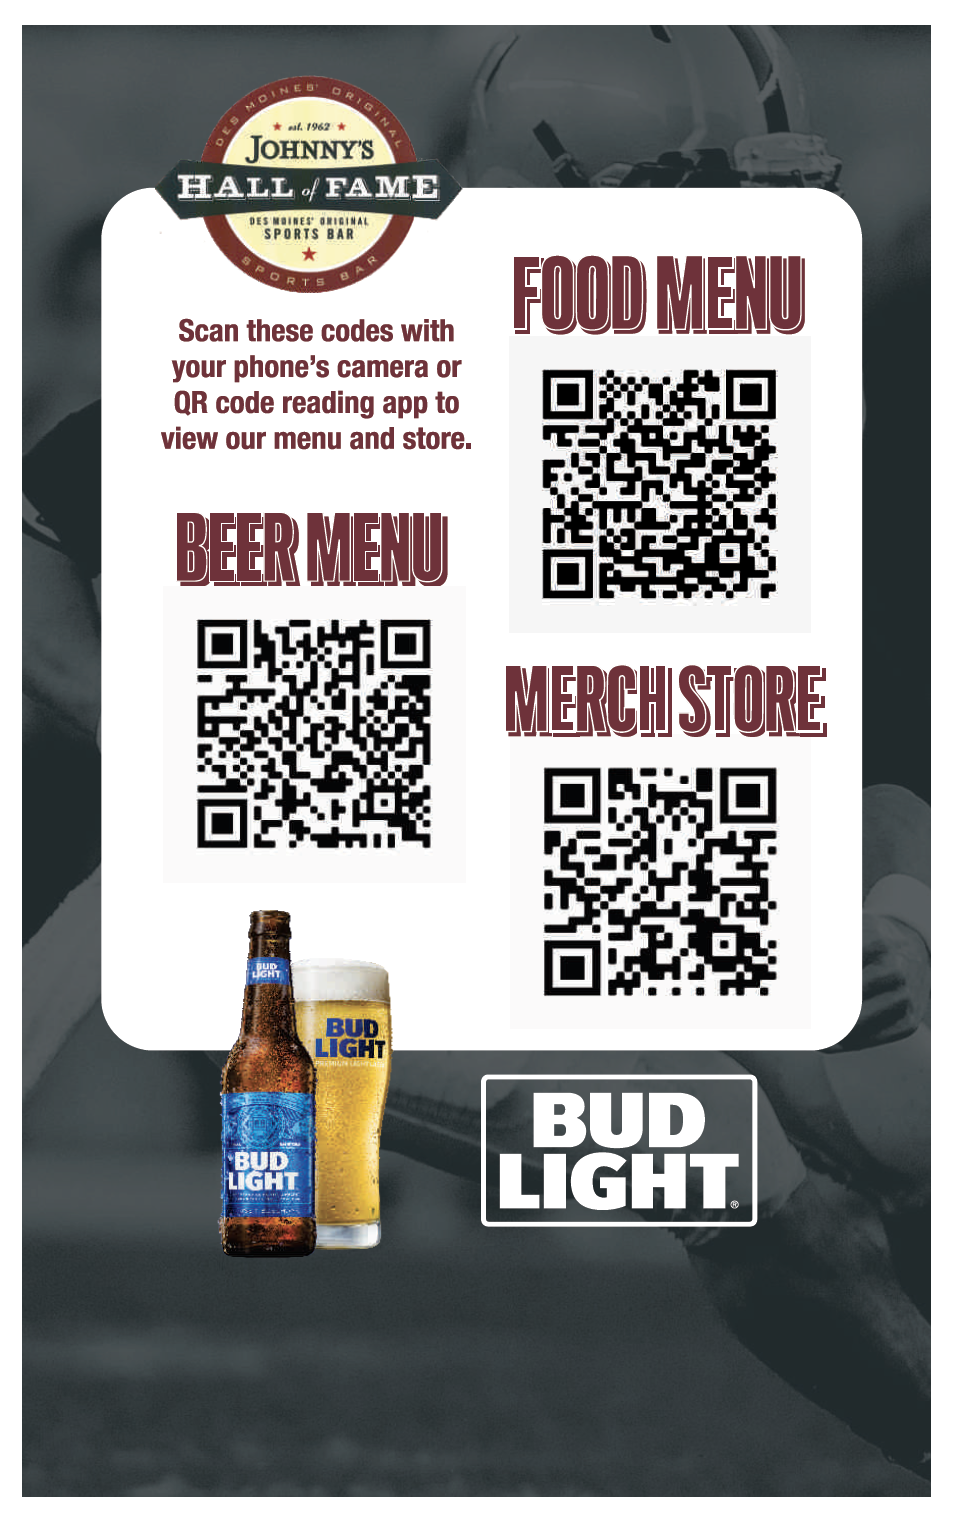 DES MOINES' ORIGINAL
est. 1962
JOHNNY'S
HALL of FAME
DES MOINES' ORIGINAL
SPORTS BAR
SPORTS BAR
Scan these codes with
your phone's camera or
QR code reading app to
view our menu and store.
FOOD MENU
BEER MENU
MERCH STORE
BUD
LIGHT
BUD
LIGHT
BUD
LIGHT
BUD
LIGHT®